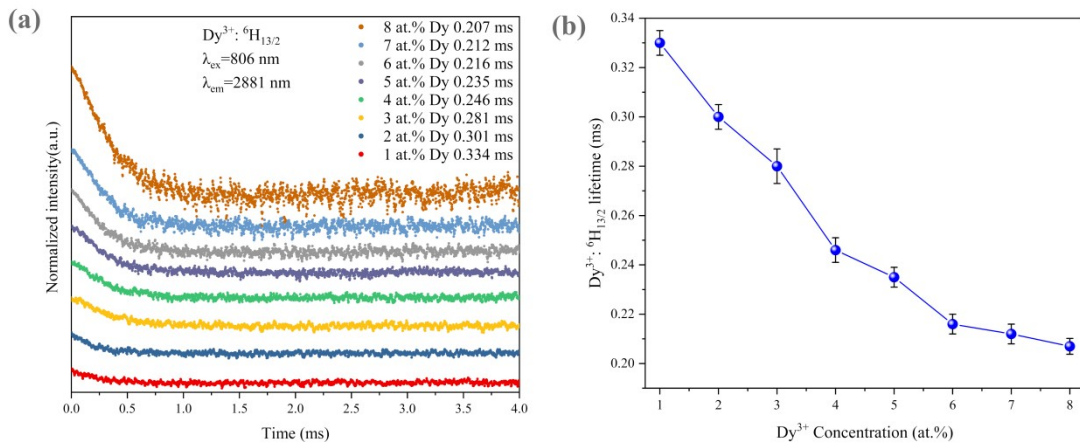 (a)
Dy³⁺: ⁶H₁₃/₂
λₑₓ=806 nm
λₑₘ=2881 nm
8 at.% Dy 0.207 ms
7 at.% Dy 0.212 ms
6 at.% Dy 0.216 ms
5 at.% Dy 0.235 ms
4 at.% Dy 0.246 ms
3 at.% Dy 0.281 ms
2 at.% Dy 0.301 ms
1 at.% Dy 0.334 ms
Normalized intensity(a.u.)
0.0 0.5 1.0 1.5 2.0 2.5 3.0 3.5 4.0
Time (ms)
(b)
Dy³⁺: ⁶H₁₃/₂ lifetime (ms)
0.34
0.32
0.30
0.28
0.26
0.24
0.22
0.20
1 2 3 4 5 6 7 8
Dy³⁺ Concentration (at.%)